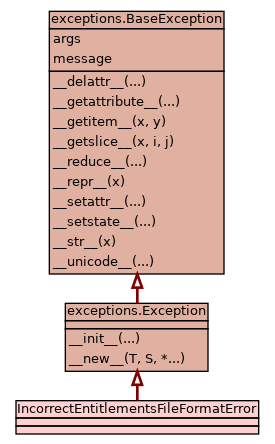 exceptions.BaseException
args
message
__delattr__(...)
__getattribute__(...)
__getitem__(x, y)
__getslice__(x, i, j)
__reduce__(...)
__repr__(x)
__setattr__(...)
__setstate__(...)
__str__(x)
__unicode__(...)
exceptions.Exception
__init__(...)
__new__(T, S, *...)
IncorrectEntitlementsFileFormatError